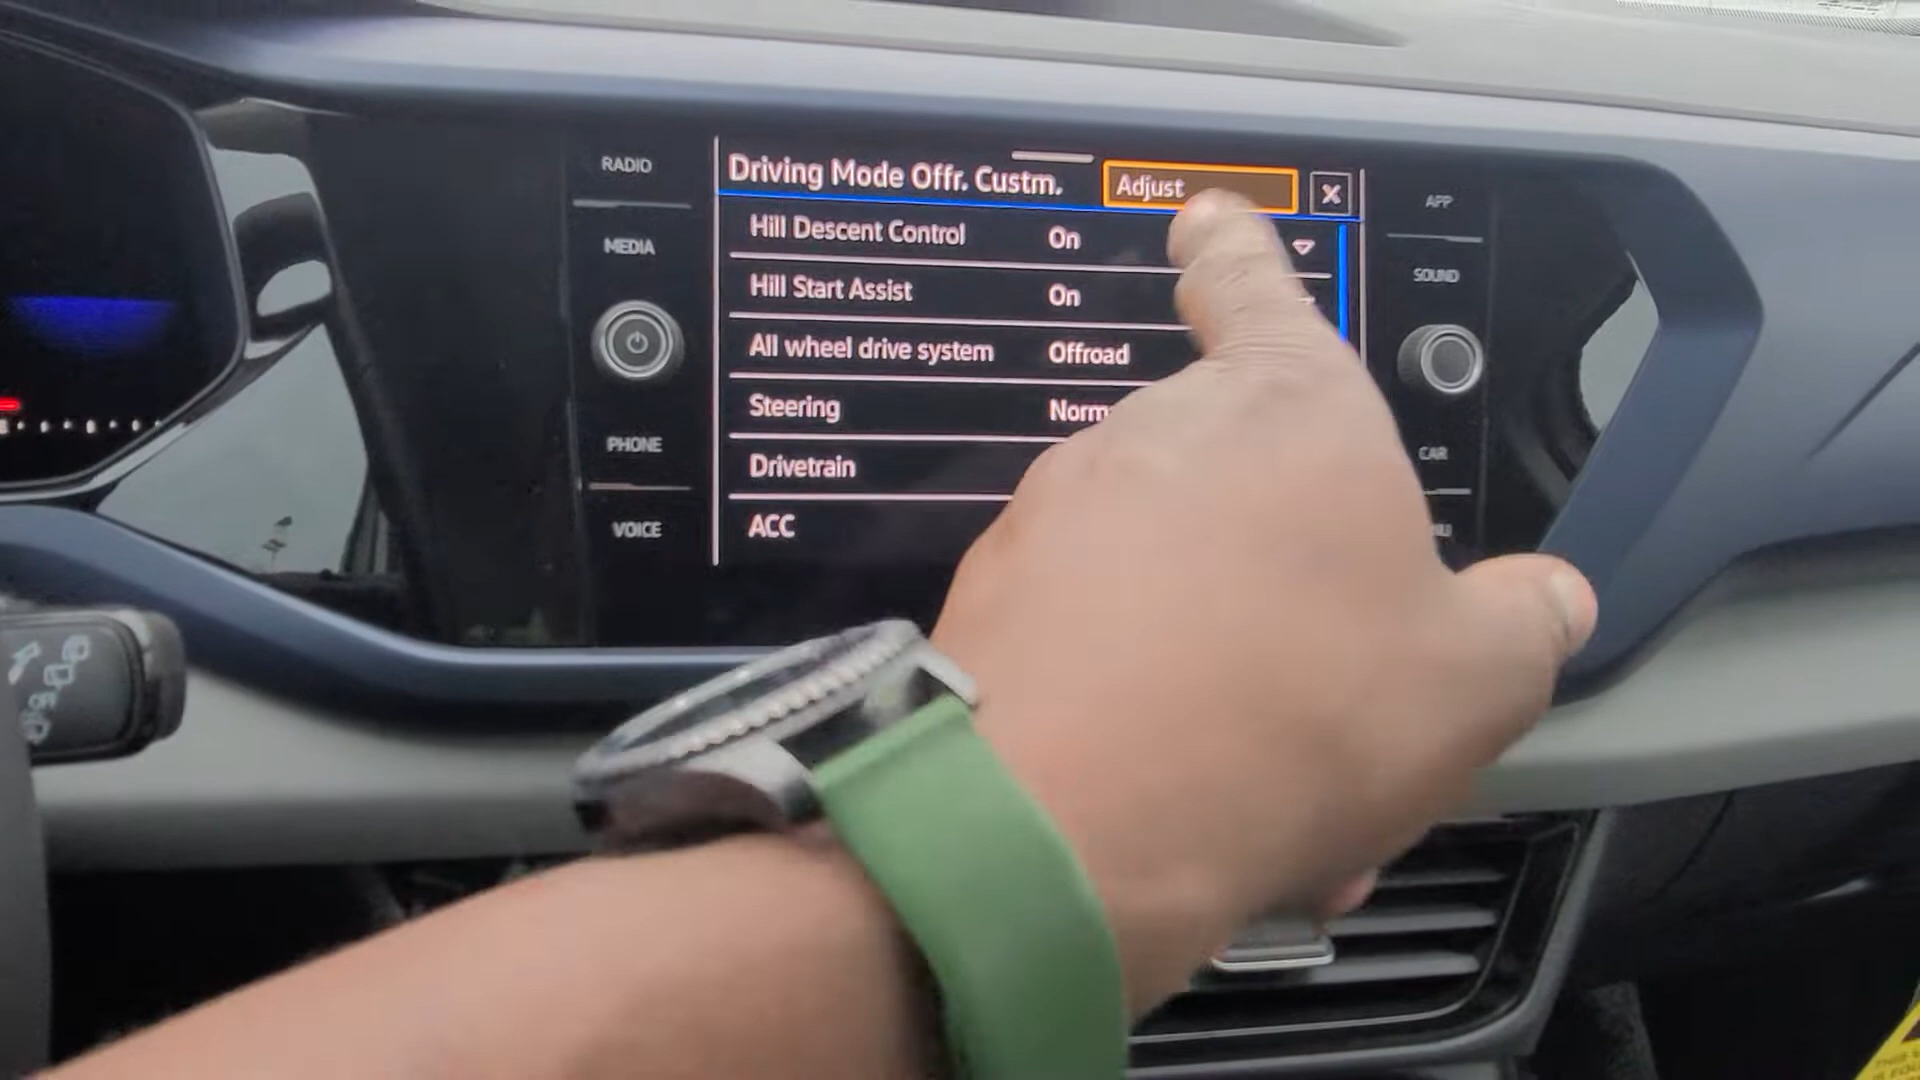 RADIO
MEDIA
PHONE
VOICE
Driving Mode Offr. Custm.
Adjust
X
Hill Descent Control On
Hill Start Assist On
All wheel drive system Offroad
Steering
Drivetrain
ACC
APP
SOUND
CAR